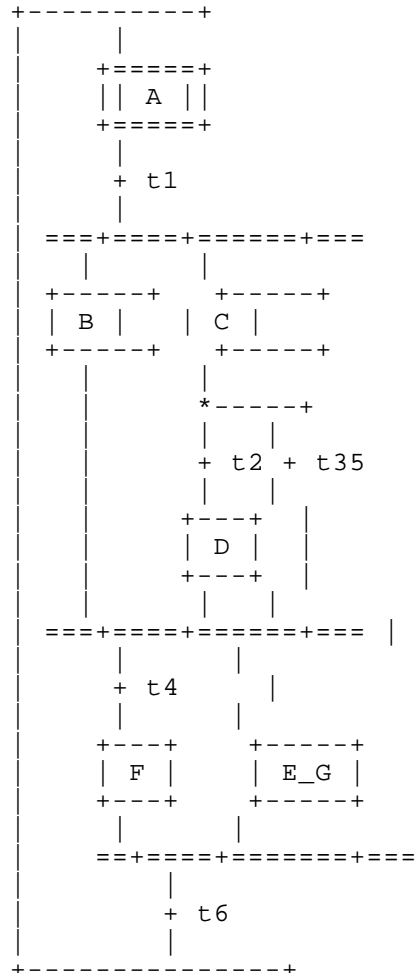 +----------+
|      |
|     +=====+
|     || A ||
|     +=====+
|      |
|      + t1
|      |
|  ===+====+======+===
|    |      |
|  +------+    +-----+
|  | B |    | C |
|  +------+    +-----+
|    |      |
|    |      *-----+
|    |      |   |
|    |      + t2 + t35
|    |      |   |
|    |     +---+   |
|    |     | D |   |
|    |     +---+   |
|    |      |   |
|  ===+====+======+=== |
|      |      |
|      + t4     |
|      |      |
|     +---+     +-----+
|     | F |     | E_G |
|     +---+     +-----+
|      |      |
|     ==+====+=======+===
|         |
|         + t6
|         |
+----------------+